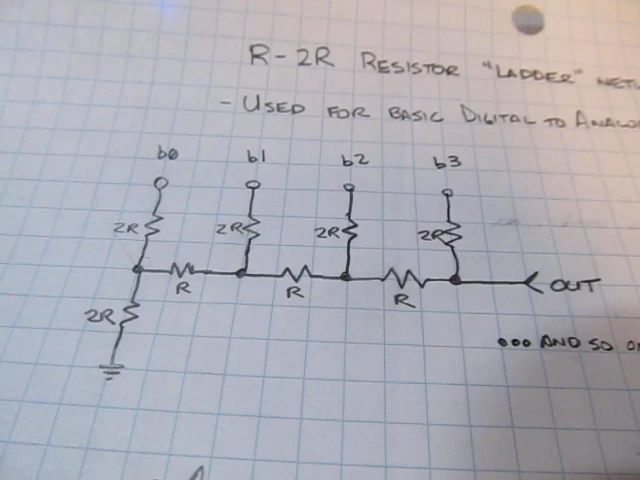 R-2R RESISTOR "LADDER"
- USED FOR BASIC DIGITAL TO
b0 b1 b2 b3
2R 2R 2R 2R
R R R
2R
OUT
... AND SO